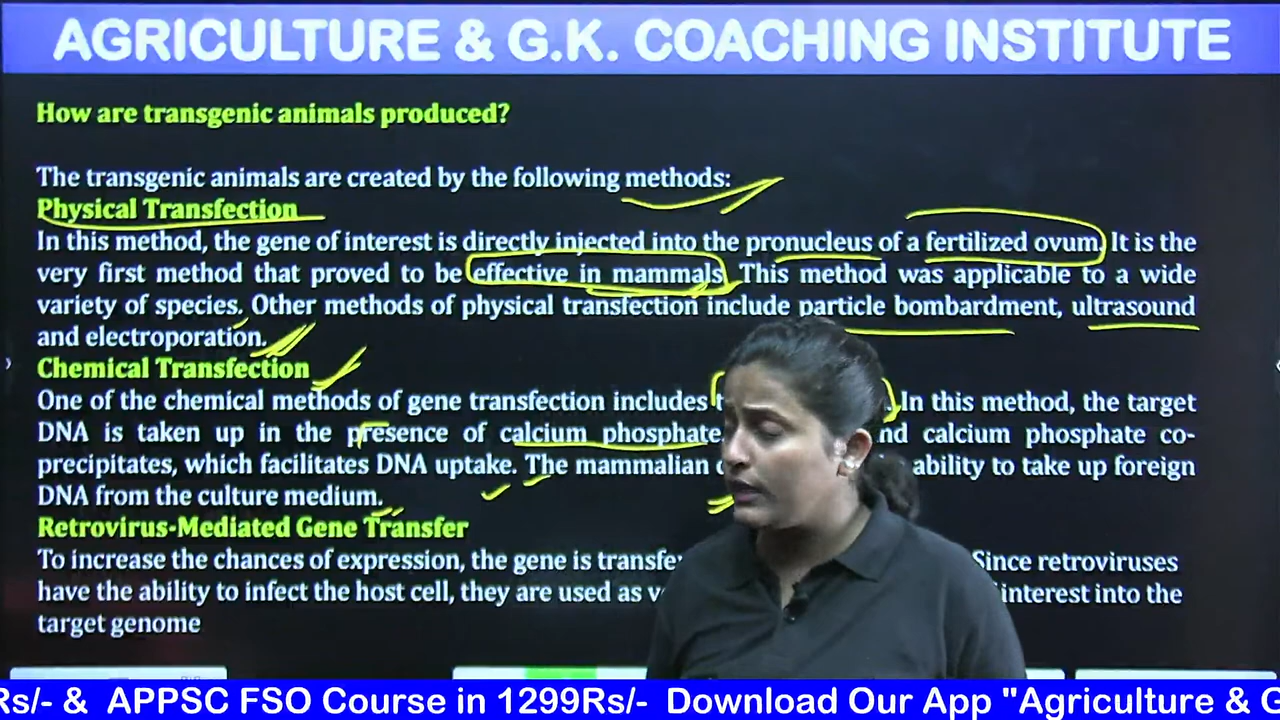 AGRICULTURE & G.K. COACHING INSTITUTE
How are transgenic animals produced?
The transgenic animals are created by the following methods:
Physical Transfection
In this method, the gene of interest is directly injected into the pronucleus of a fertilized ovum. It is the
very first method that proved to be effective in mammals. This method was applicable to a wide
variety of species. Other methods of physical transfection include particle bombardment, ultrasound
and electroporation.
Chemical Transfection
One of the chemical methods of gene transfection includes In this method, the target
DNA is taken up in the presence of calcium phosphate. calcium phosphate co-
precipitates, which facilitates DNA uptake. The mammalian ability to take up foreign
DNA from the culture medium.
Retrovirus-Mediated Gene Transfer
To increase the chances of expression, the gene is Since retroviruses
have the ability to infect the host cell, they are used as interest into the
target genome
Rs/- & APPSC FSO Course in 1299Rs/- Download Our App "Agriculture & G